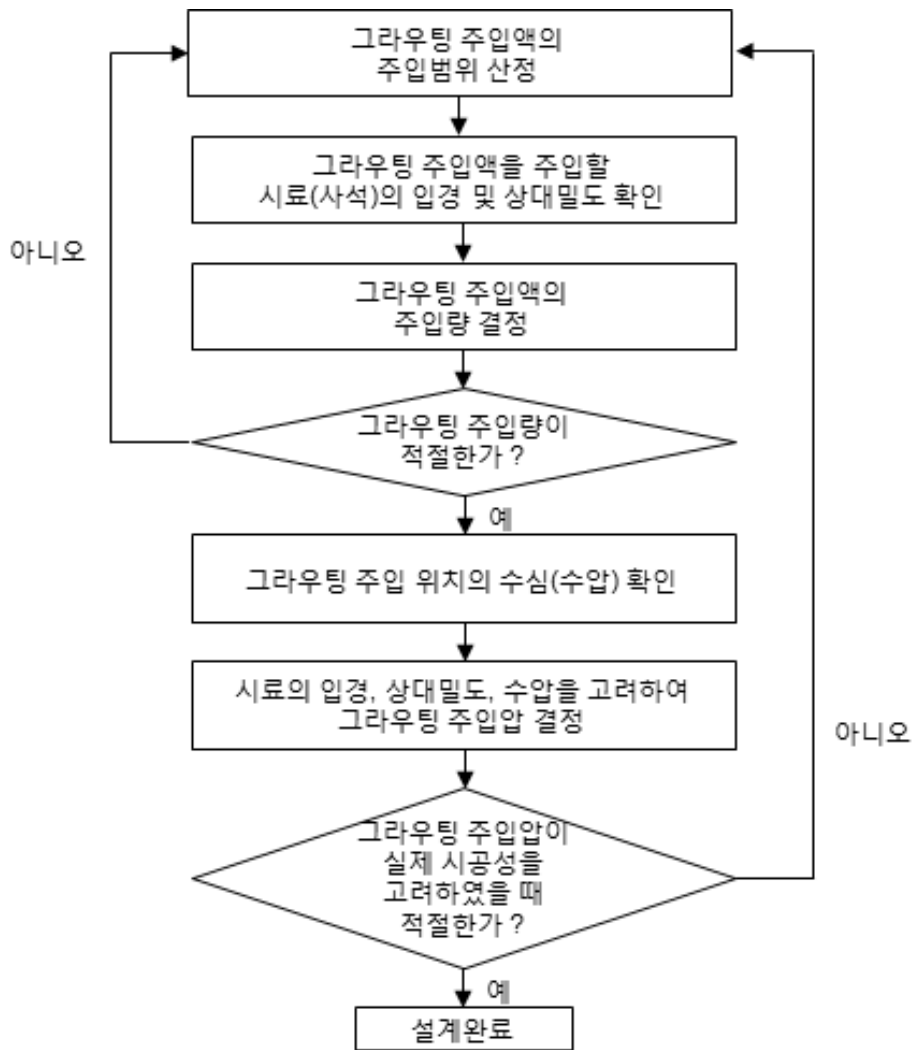 그라우팅 주입액의
주입범위 산정
그라우팅 주입액을 주입할
시료(사석)의 입경 및 상대밀도 확인
아니오
그라우팅 주입액의
주입량 결정
그라우팅 주입량이
적절한가 ?
예
그라우팅 주입 위치의 수심(수압) 확인
시료의 입경, 상대밀도, 수압을 고려하여
그라우팅 주입압 결정
아니오
그라우팅 주입압이
실제 시공성을
고려하였을 때
적절한가 ?
예
설계완료